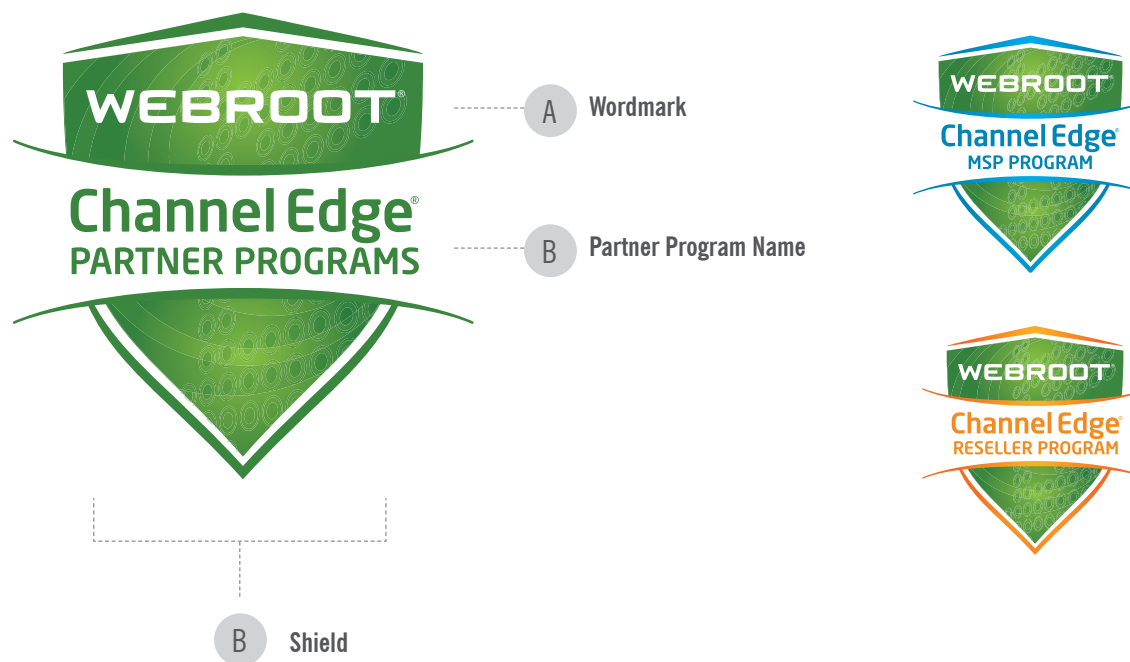 WEBROOT®
Channel Edge®
PARTNER PROGRAMS
A Wordmark
B Partner Program Name
B Shield
WEBROOT®
Channel Edge®
MSP PROGRAM
WEBROOT®
Channel Edge®
RESELLER PROGRAM